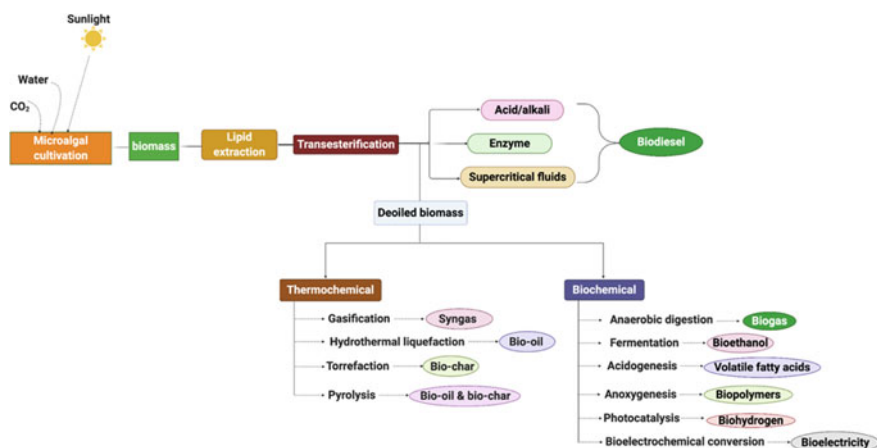 Sunlight
Water
CO₂
Microalgal
cultivation
biomass
Lipid
extraction
Transesterification
Acid/alkali
Enzyme
Supercritical fluids
Biodiesel
Deoiled biomass
Thermochemical
Gasification
Syngas
Hydrothermal liquefaction
Bio-oil
Torrefaction
Bio-char
Pyrolysis
Bio-oil & bio-char
Biochemical
Anaerobic digestion
Biogas
Fermentation
Bioethanol
Acidogenesis
Volatile fatty acids
Anoxygenesis
Biopolymers
Photocatalysis
Biohydrogen
Bioelectrochemical conversion
Bioelectricity